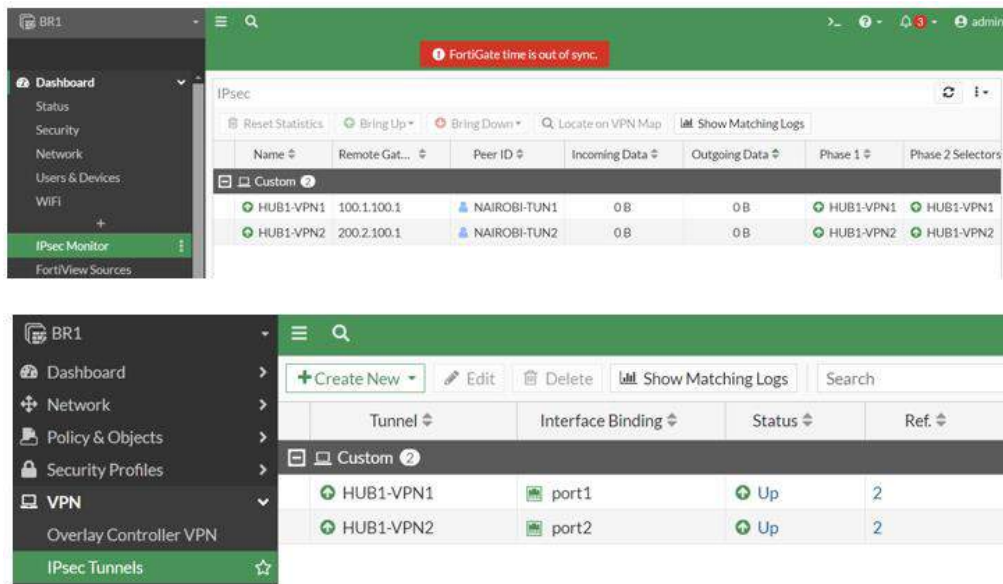 BR1
admin
3
FortiGate time is out of sync.
Dashboard
Status
Security
Network
Users & Devices
WiFi
+
IPsec Monitor
FortiView Sources
IPsec
Reset Statistics Bring Up Bring Down Locate on VPN Map Show Matching Logs
Name Remote Gat... Peer ID Incoming Data Outgoing Data Phase 1 Phase 2 Selectors
Custom 2
HUB1-VPN1 100.1.100.1 NAIROBI-TUN1 0 B 0 B HUB1-VPN1 HUB1-VPN1
HUB1-VPN2 200.2.100.1 NAIROBI-TUN2 0 B 0 B HUB1-VPN2 HUB1-VPN2
BR1
Dashboard
Network
Policy & Objects
Security Profiles
VPN
Overlay Controller VPN
IPsec Tunnels
+Create New Edit Delete Show Matching Logs Search
Tunnel Interface Binding Status Ref.
Custom 2
HUB1-VPN1 port1 Up 2
HUB1-VPN2 port2 Up 2